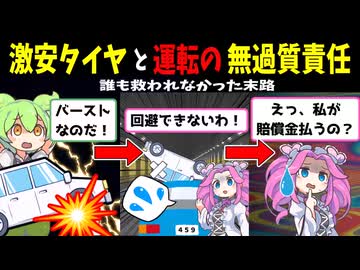 激安タイヤと運転の無過質責任
誰も救われなかった末路
バースト
なのだ！
回避できないわ！
えっ、私が
賠償金払うの？
459